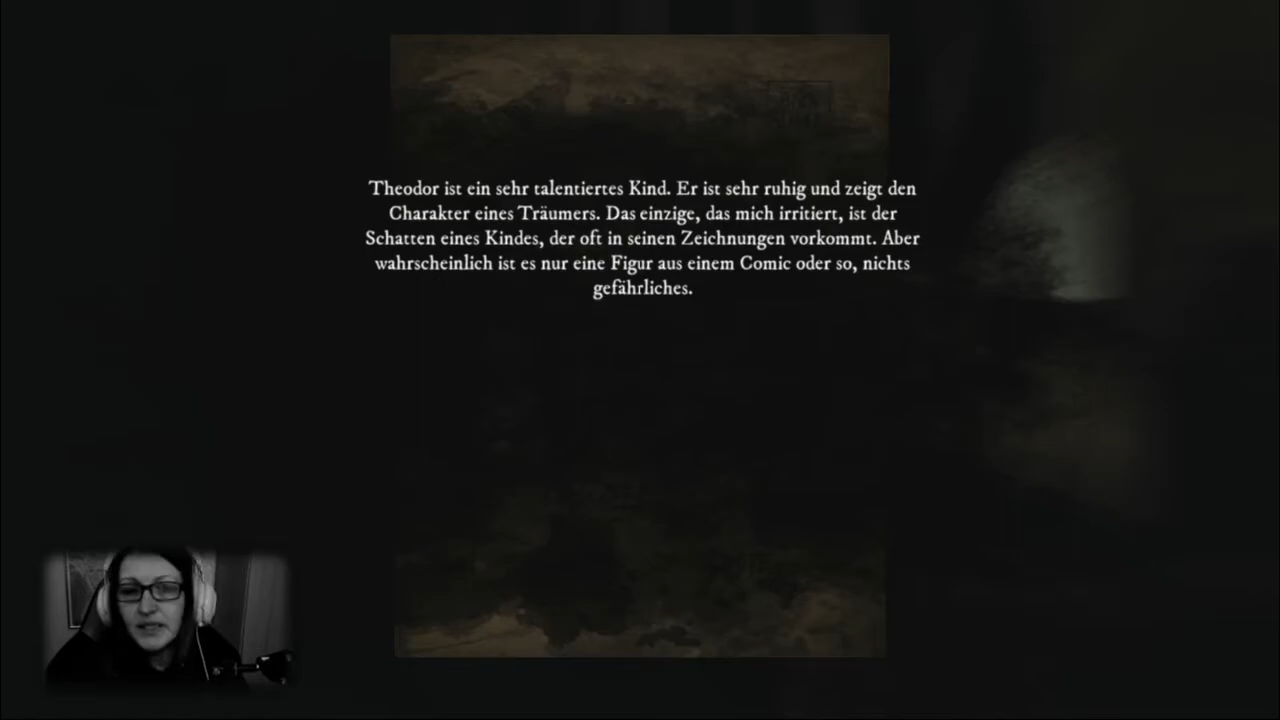 Theodor ist ein sehr talentiertes Kind. Er ist sehr ruhig und zeigt den
Charakter eines Träumers. Das einzige, das mich irritiert, ist der
Schatten eines Kindes, der oft in seinen Zeichnungen vorkommt. Aber
wahrscheinlich ist es nur eine Figur aus einem Comic oder so, nichts
gefährliches.